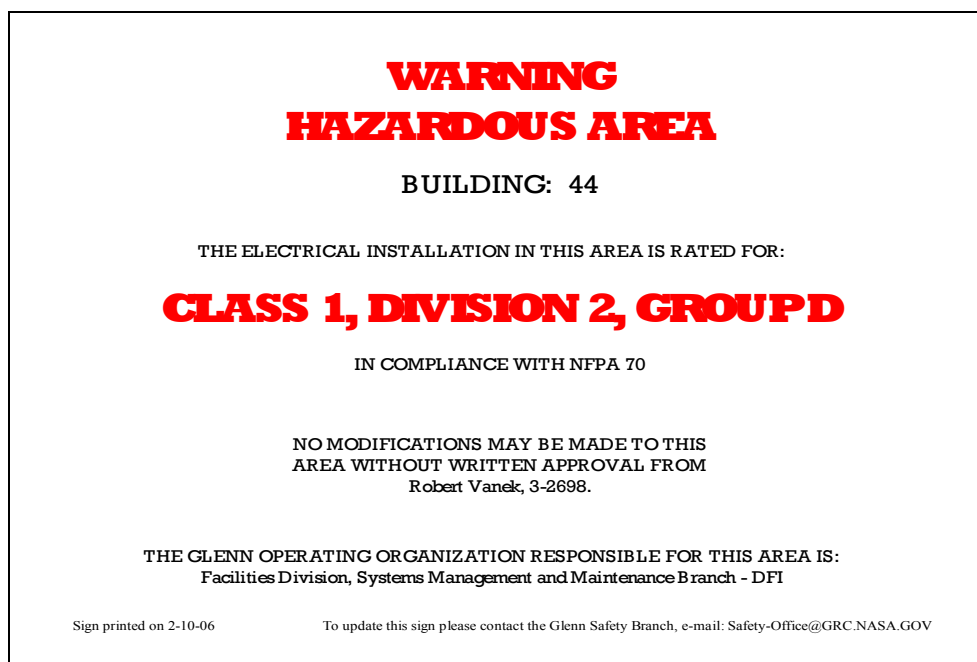 WARNING
HAZARDOUS AREA
BUILDING: 44
THE ELECTRICAL INSTALLATION IN THIS AREA IS RATED FOR:
CLASS 1, DIVISION 2, GROUP D
IN COMPLIANCE WITH NFPA 70
NO MODIFICATIONS MAY BE MADE TO THIS
AREA WITHOUT WRITTEN APPROVAL FROM
Robert Vanek, 3-2698.
THE GLENN OPERATING ORGANIZATION RESPONSIBLE FOR THIS AREA IS:
Facilities Division, Systems Management and Maintenance Branch - DFI
Sign printed on 2-10-06 To update this sign please contact the Glenn Safety Branch, e-mail: Safety-Office@GRC.NASA.GOV